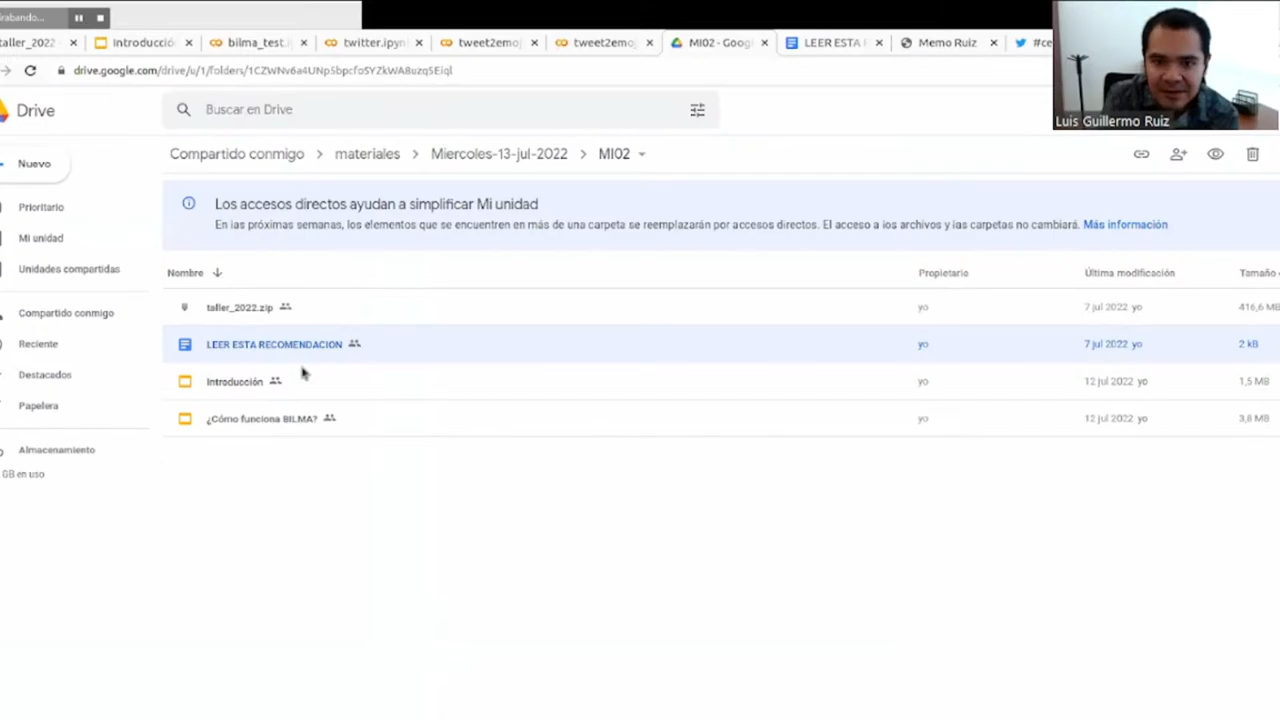 rabando...
taller_2022
Introducció
bilma_test.i
twitter.ipyn
tweet2emo
tweet2emo
MI02 - Goog
LEER ESTA
Memo Ruiz
#ce
drive.google.com/drive/u/1/folders/
Luis Guillermo Ruiz
Drive
Buscar en Drive
Nuevo
Compartido conmigo
materiales
Miercoles-13-jul-2022
MI02
Prioritario
Mi unidad
Unidades compartidas
Compartido conmigo
Reciente
Destacados
Papelera
Almacenamiento
GB en uso
Los accesos directos ayudan a simplificar Mi unidad
En las próximas semanas, los elementos que se encuentren en más de una carpeta se reemplazarán por accesos directos. El acceso a los archivos y las carpetas no cambiará. Más información
Nombre Propietario Última modificación Tamaño
taller_2022.zip yo 7 jul 2022 yo 416,6 MB
LEER ESTA RECOMENDACION yo 7 jul 2022 yo 2 kB
Introducción yo 12 jul 2022 yo 1,5 MB
¿Cómo funciona BILMA? yo 12 jul 2022 yo 3,8 MB